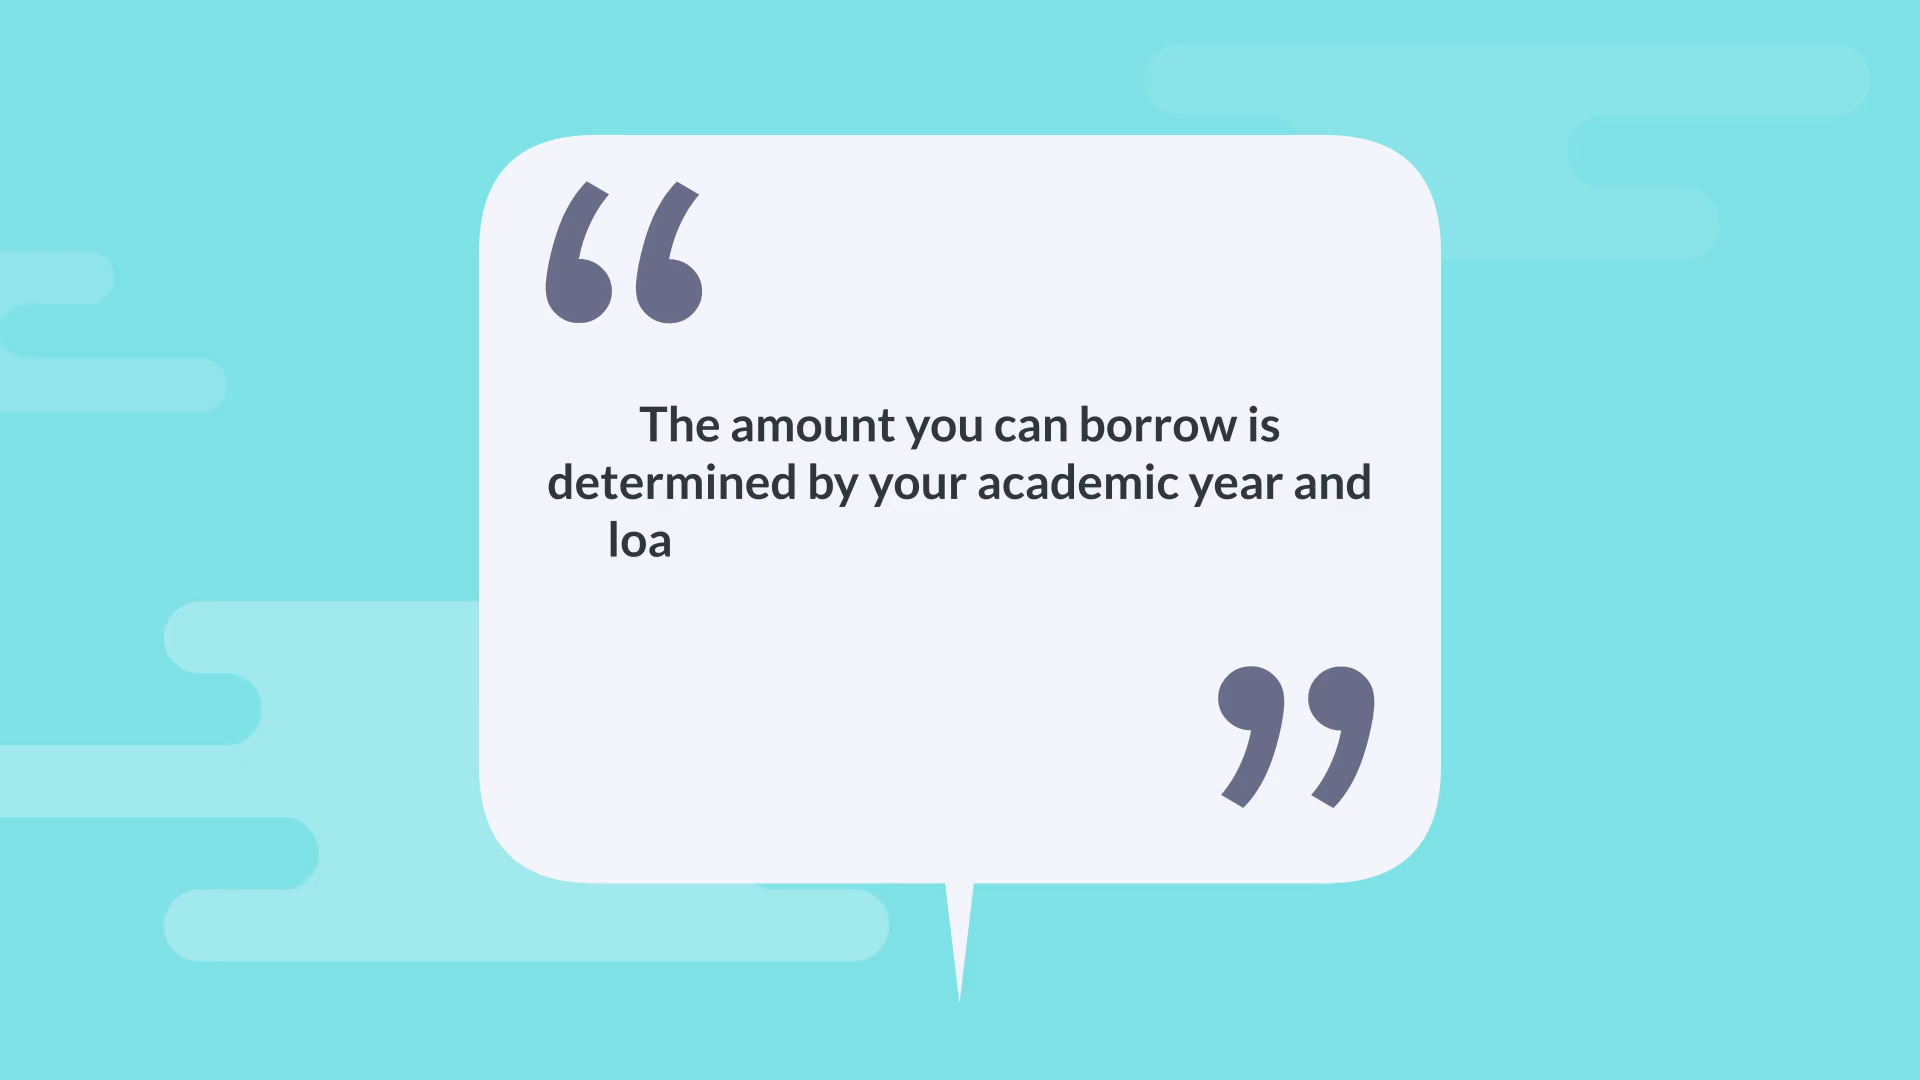 “
The amount you can borrow is
determined by your academic year and
loa
”